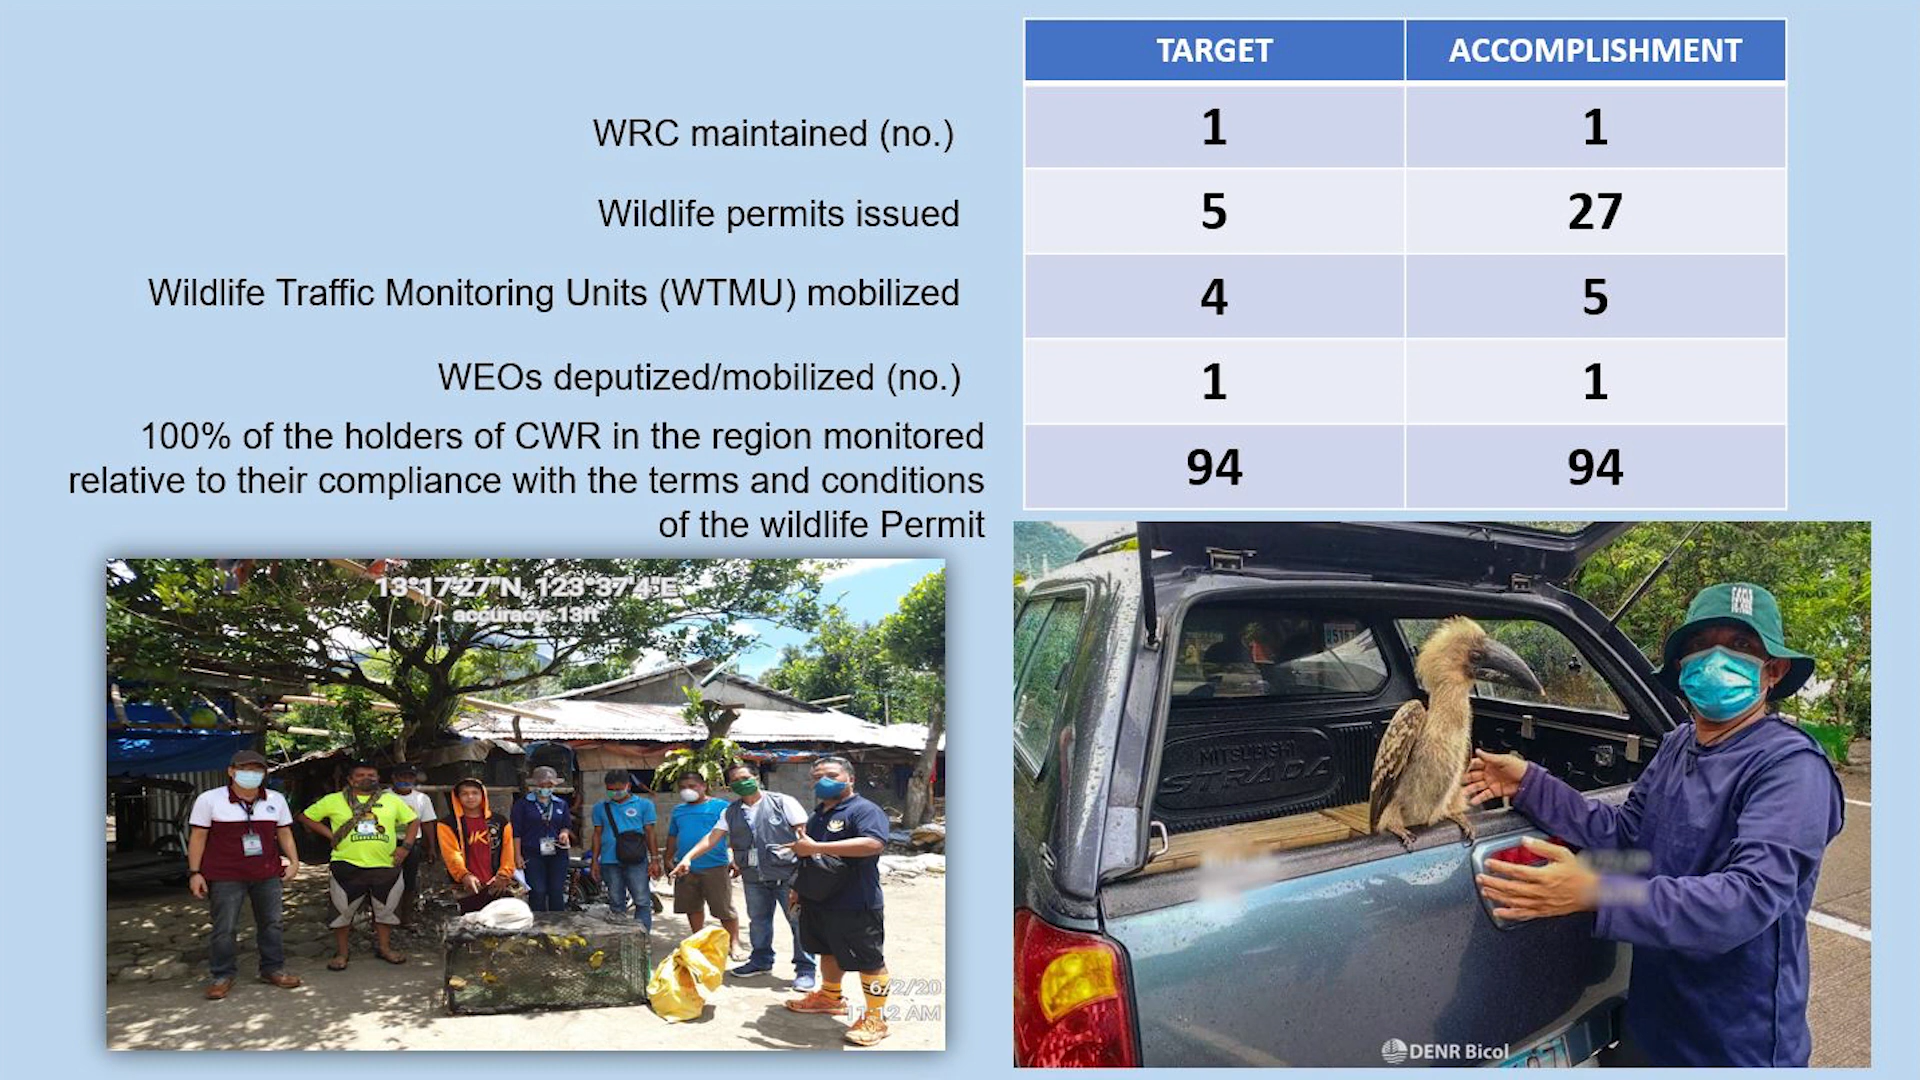 TARGET ACCOMPLISHMENT
WRC maintained (no.) 1 1
Wildlife permits issued 5 27
Wildlife Traffic Monitoring Units (WTMU) mobilized 4 5
WEOs deputized/mobilized (no.) 1 1
100% of the holders of CWR in the region monitored
relative to their compliance with the terms and conditions
of the wildlife Permit
94 94
13°17'27"N, 123°37'4"E
accuracy: 13ft
6/2/20
11:12 AM
MITSUBISHI
STRADA
DENR Bicol